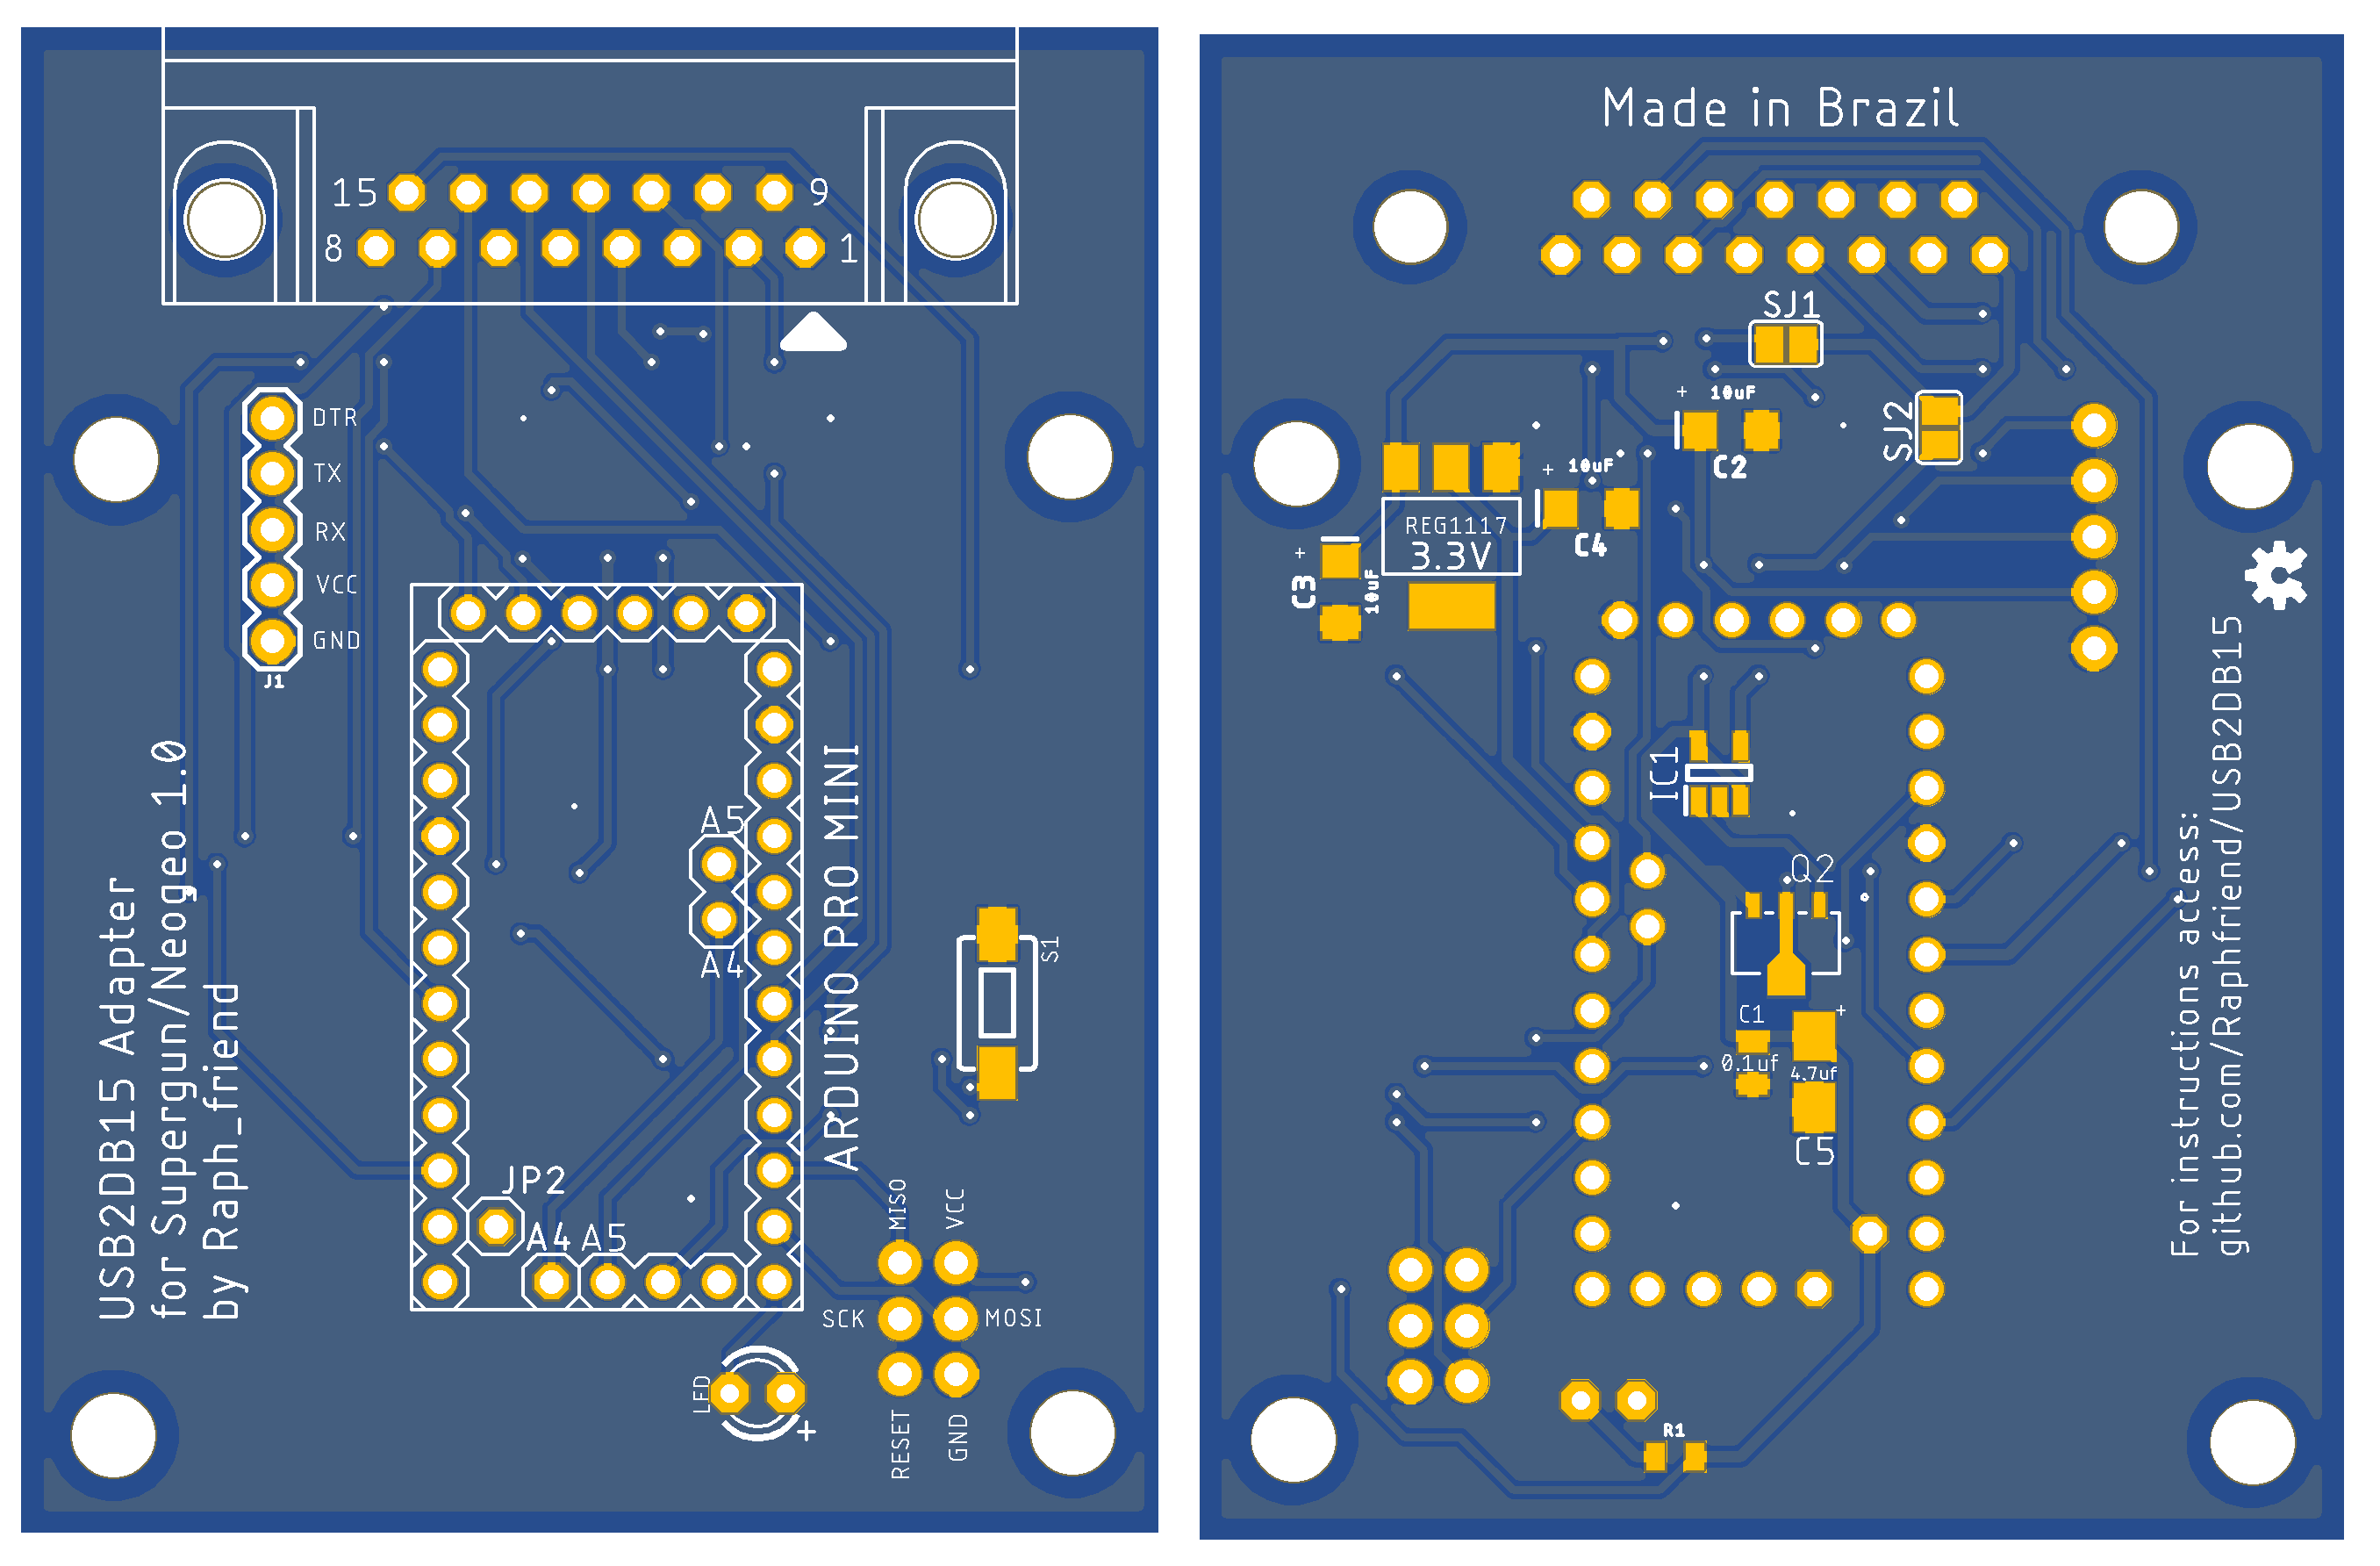 15
9
8
1
DTR
TX
RX
VCC
GND
J1
USB2DB15 Adapter
for Supergun/Neogeo 1.0
by Raph_friend
A5
A4
ARDUINO PRO MINI
S1
JP2
A4 A5
MISO
VCC
SCK
MOSI
LED
+
RESET
GND
Made in Brazil
SJ1
+ 10uF
C2
SJ2
+ 10uF
C4
REG1117
3.3V
+
C3
10uF
IC1
Q2
C1
+
0.1uf
4.7uf
C5
R1
For instructions access:
github.com/Raphfriend/USB2DB15